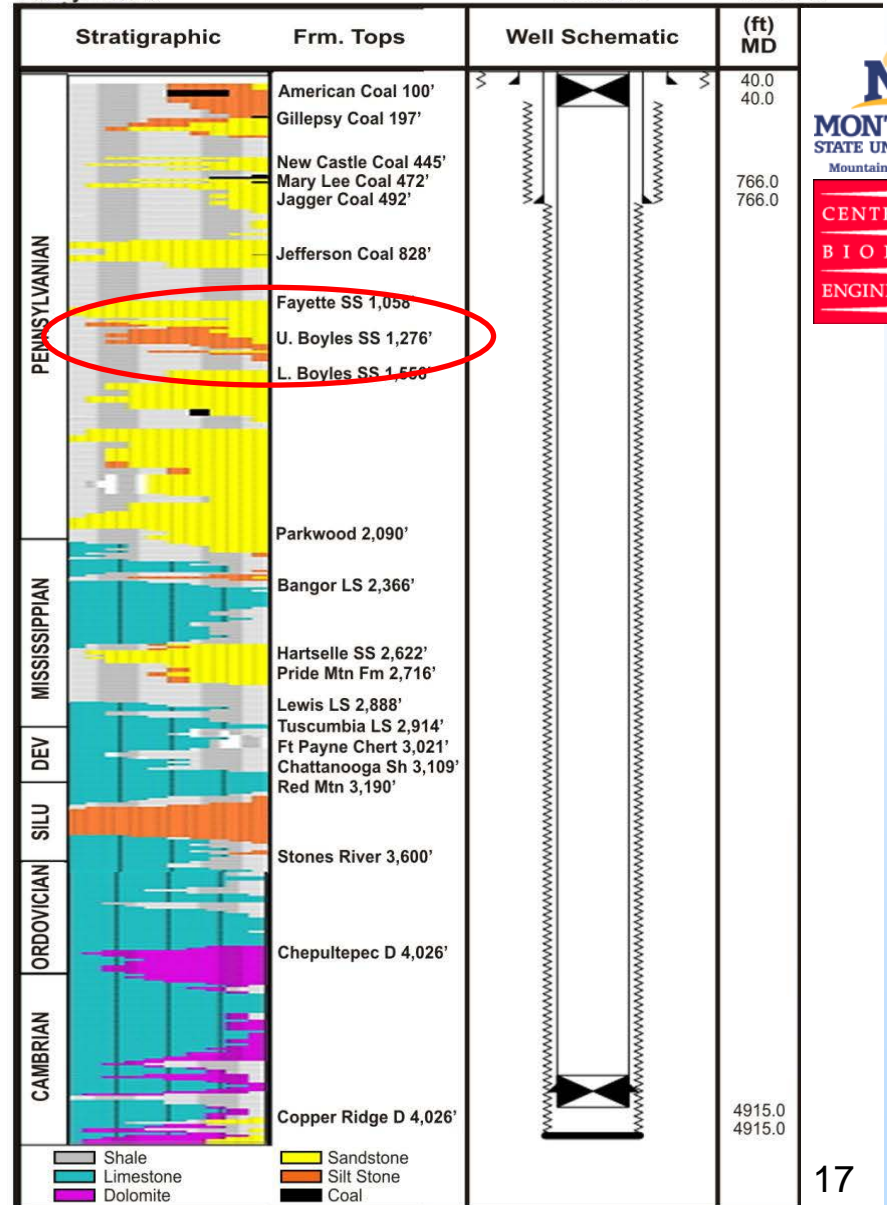 Stratigraphic
Frm. Tops
Well Schematic
(ft)
MD
American Coal 100’
Gillepsy Coal 197’
New Castle Coal 445’
Mary Lee Coal 472’
Jagger Coal 492’
Jefferson Coal 828’
Fayette SS 1,058’
U. Boyles SS 1,276’
L. Boyles SS 1,556’
Parkwood 2,090’
Bangor LS 2,366’
Hartselle SS 2,622’
Pride Mtn Fm 2,716’
Lewis LS 2,888’
Tuscumbia LS 2,914’
Ft Payne Chert 3,021’
Chattanooga Sh 3,109’
Red Mtn 3,190’
Stones River 3,600’
Chepultepec D 4,026’
Copper Ridge D 4,026’
PENNSYLVANIAN
MISSISSIPPIAN
DEV
SILU
ORDOVICIAN
CAMBRIAN
40.0
40.0
766.0
766.0
4915.0
4915.0
Shale
Limestone
Dolomite
Sandstone
Silt Stone
Coal
MONT
STATE UN
Mountain
CENT
BIO
ENGIN
17